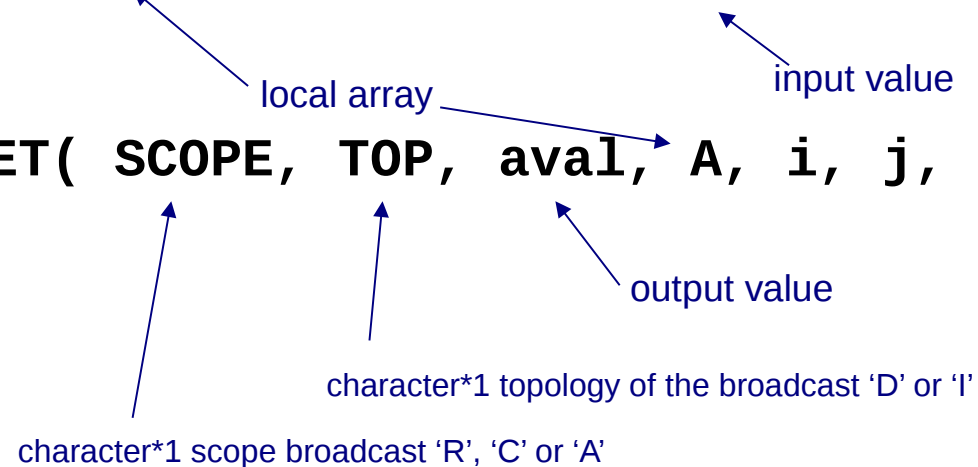 input value
local array
ET( SCOPE, TOP, aval, A, i, j,
output value
character*1 topology of the broadcast ‘D’ or ‘I’
character*1 scope broadcast ‘R’, ‘C’ or ‘A’